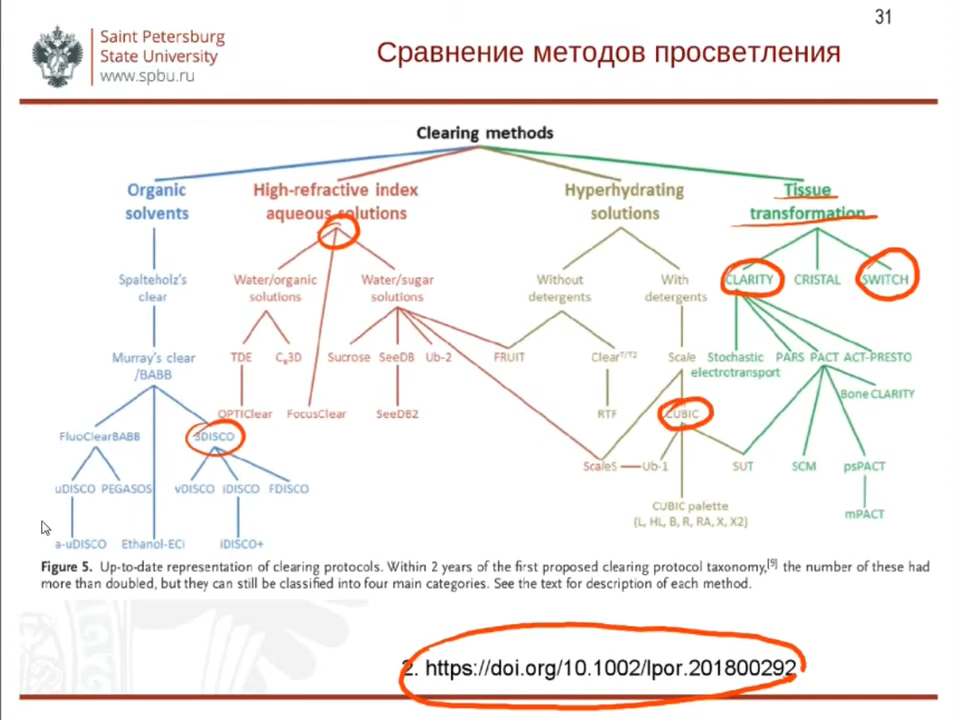 31
Saint Petersburg
State University
www.spbu.ru
Сравнение методов просветления
Clearing methods
Organic
solvents
High-refractive index
aqueous solutions
Hyperhydrating
solutions
Tissue
transformation
Spalteholz's
clear
Water/organic
solutions
Water/sugar
solutions
Without
detergents
With
detergents
CLARITY
CRISTAL
SWITCH
Murray's clear
/BABB
TDE
C₄3D
Sucrose
SeeDB
Ub-2
FRUIT
Clearᵀ/ᵀ²
Scale
Stochastic
electrotransport
PARS
PACT
ACT-PRESTO
Bone CLARITY
OPTIClear
FocusClear
SeeDB2
RTF
CUBIC
FluoClearBABB
3DISCO
ScaleS
Ub-1
SUT
SCM
psPACT
uDISCO
PEGASOS
vDISCO
iDISCO
FDISCO
CUBIC palette
(L, HL, B, R, RA, X, X2)
mPACT
a-uDISCO
Ethanol-ECi
iDISCO+
Figure 5. Up-to-date representation of clearing protocols. Within 2 years of the first proposed clearing protocol taxonomy,[9] the number of these had
more than doubled, but they can still be classified into four main categories. See the text for description of each method.
2. https://doi.org/10.1002/lpor.201800292